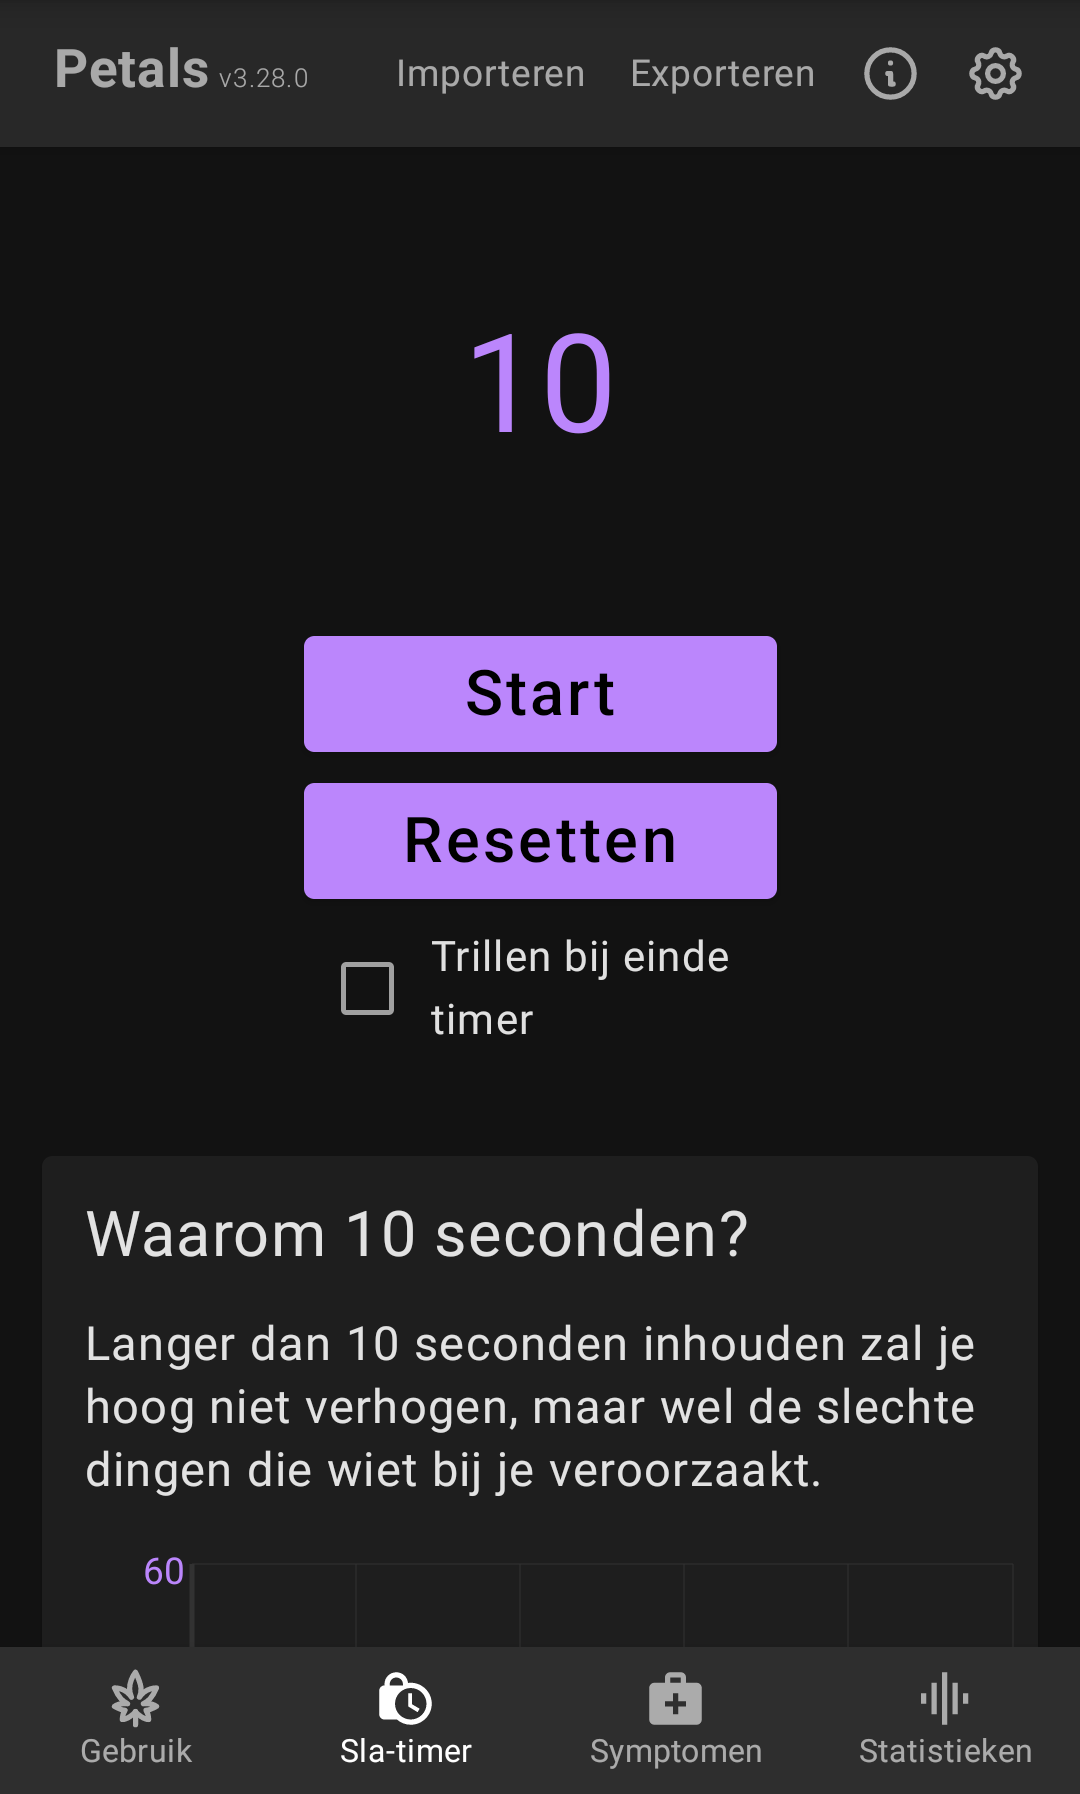 Petals v3.28.0 Importeren Exporteren
10
Start
Resetten
Trillen bij einde
timer
Waarom 10 seconden?
Langer dan 10 seconden inhouden zal je
hoog niet verhogen, maar wel de slechte
dingen die wiet bij je veroorzaakt.
60
Gebruik Sla-timer Symptomen Statistieken